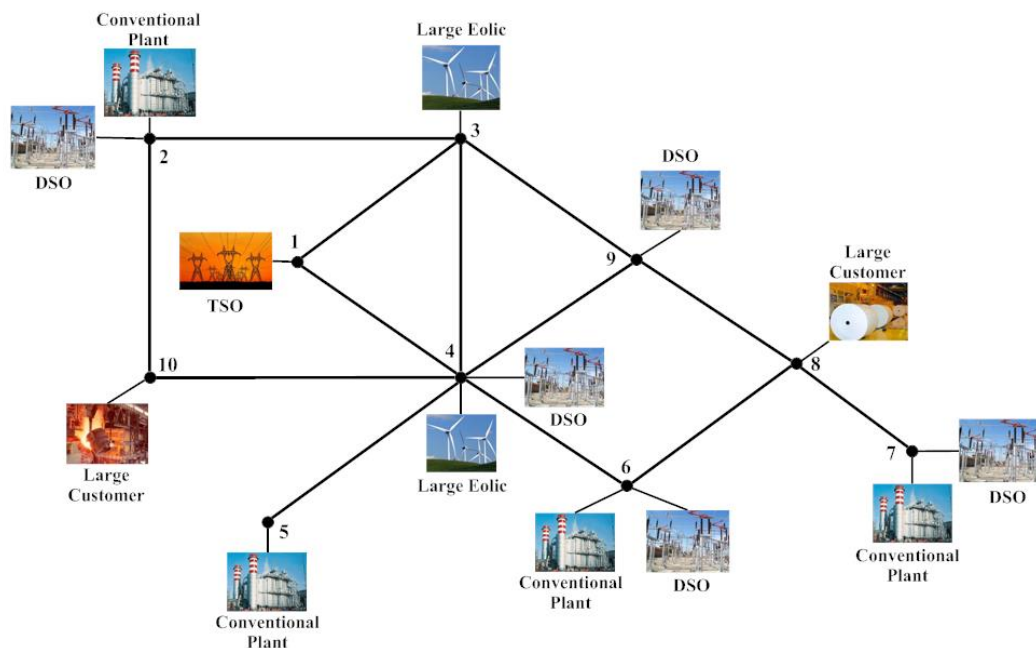 Conventional
Plant
Large Eolic
DSO
2
3
DSO
1
TSO
9
Large
Customer
8
10
4
DSO
Large
Customer
Large Eolic
6
7
DSO
5
Conventional
Plant
DSO
Conventional
Plant
Conventional
Plant